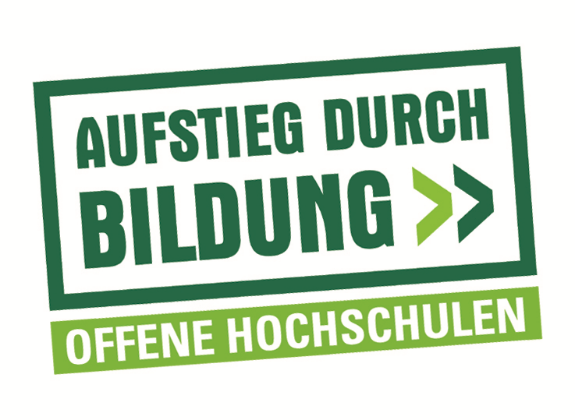 AUFSTIEG DURCH
BILDUNG
OFFENE HOCHSCHULEN